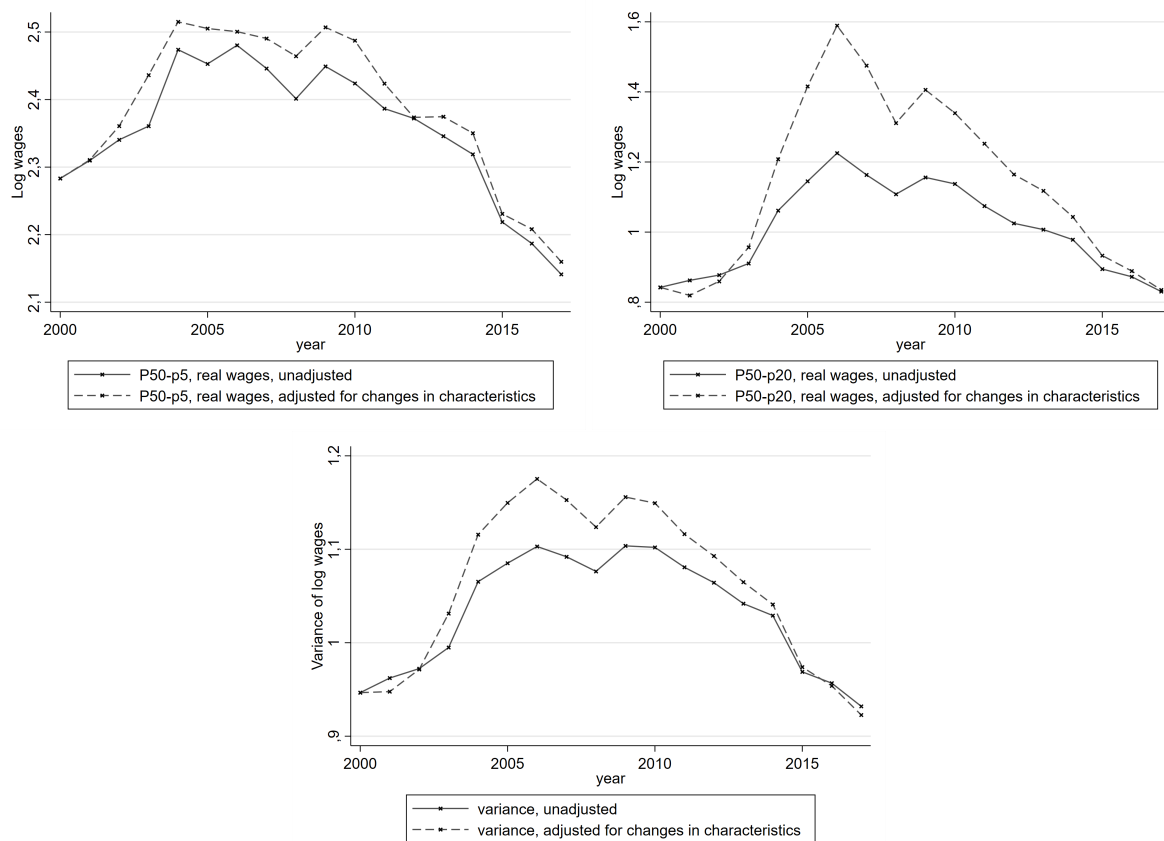 2,5
2,4
2,3
2,2
2,1
Log wages
2000
2005
2010
2015
year
P50-p5, real wages, unadjusted
P50-p5, real wages, adjusted for changes in characteristics
1,6
1,4
1,2
1
,8
Log wages
2000
2005
2010
2015
year
P50-p20, real wages, unadjusted
P50-p20, real wages, adjusted for changes in characteristics
1,2
1,1
1
,9
Variance of log wages
2000
2005
2010
2015
year
variance, unadjusted
variance, adjusted for changes in characteristics